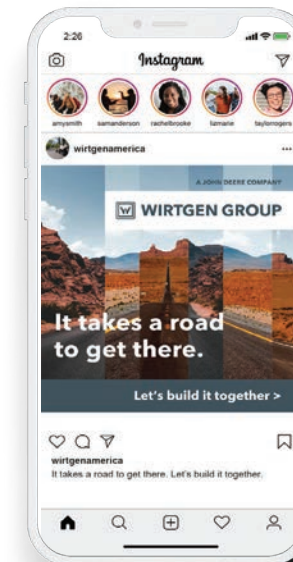 2:26
Instagram
amysmith samanderson rachelbrooke lizmarie taylorrogers
wirtgenamerica
A JOHN DEERE COMPANY
W WIRTGEN GROUP
It takes a road
to get there.
Let's build it together >
wirtgenamerica
It takes a road to get there. Let's build it together.